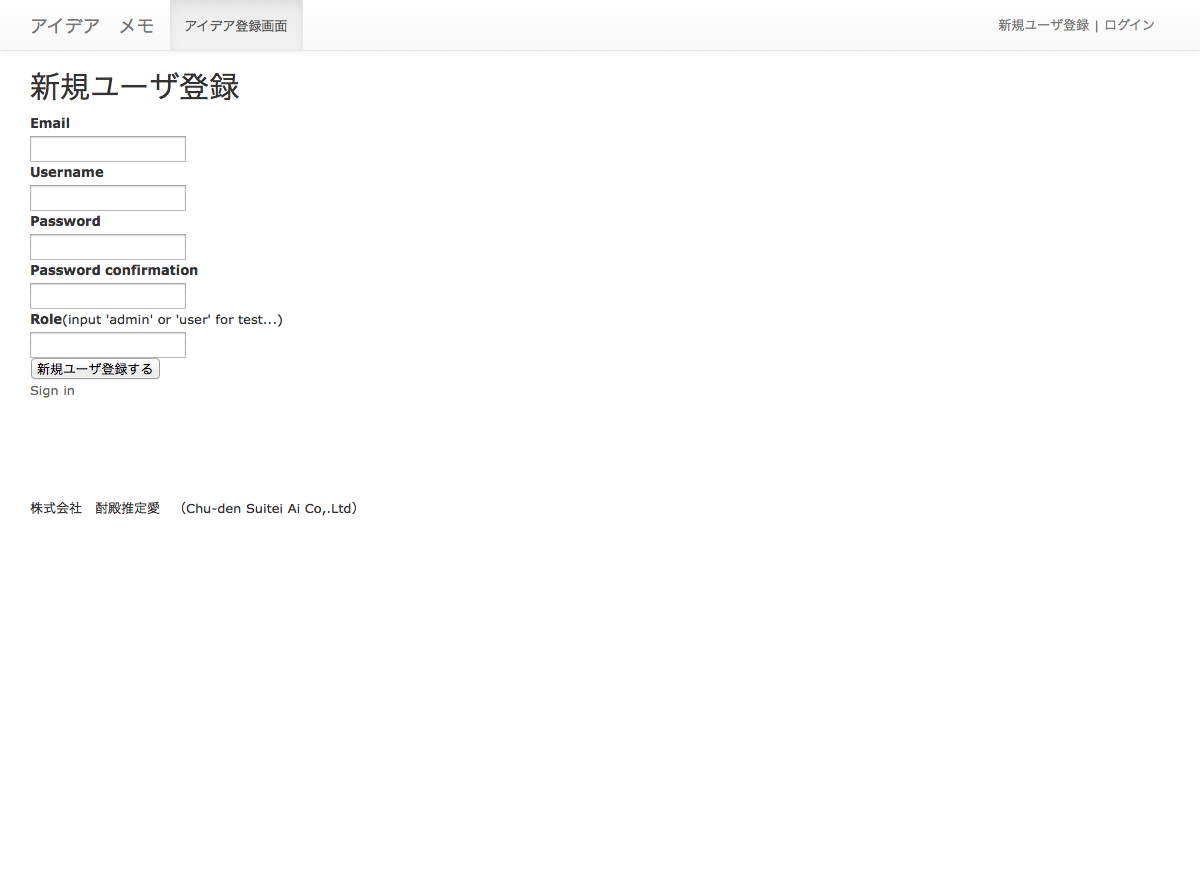 アイデア　メモ アイデア登録画面 新規ユーザ登録 | ログイン
新規ユーザ登録
Email
Username
Password
Password confirmation
Role(input 'admin' or 'user' for test...)
新規ユーザ登録する
Sign in
株式会社　酎殿推定愛　（Chu-den Suitei Ai Co,.Ltd）